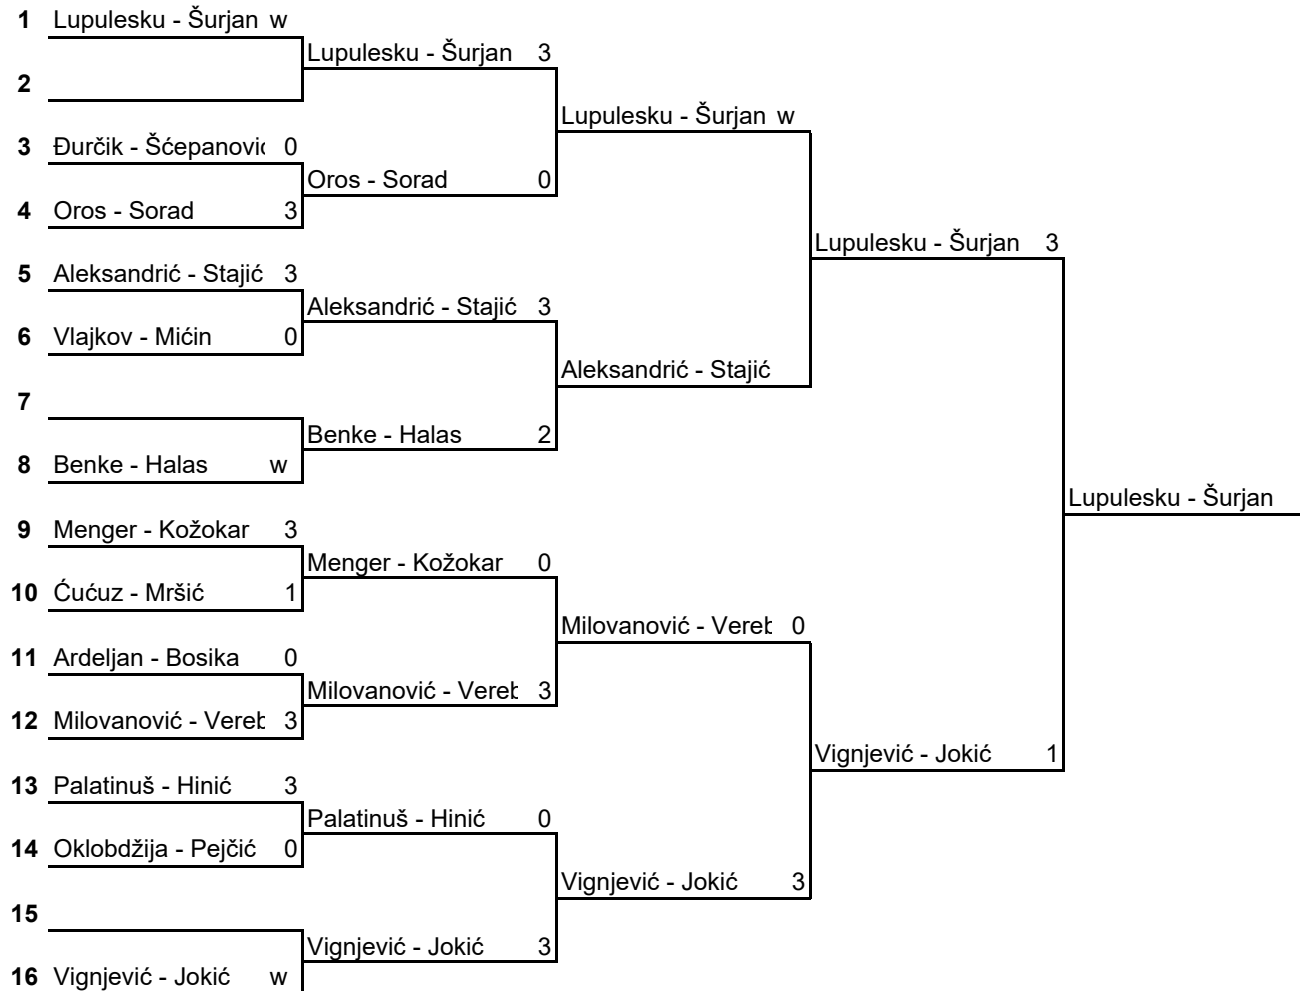 1 Lupulesku - Šurjan w
Lupulesku - Šurjan 3
2
Lupulesku - Šurjan w
3 Đurčik - Šćepanovic 0
Oros - Sorad 0
4 Oros - Sorad 3
Lupulesku - Šurjan 3
5 Aleksandrić - Stajić 3
Aleksandrić - Stajić 3
6 Vlajkov - Mićin 0
Aleksandrić - Stajić
7
Benke - Halas 2
8 Benke - Halas w
Lupulesku - Šurjan
9 Menger - Kožokar 3
Menger - Kožokar 0
10 Ćućuz - Mršić 1
Milovanović - Vereb 0
11 Ardeljan - Bosika 0
Milovanović - Vereb 3
12 Milovanović - Vereb 3
Vignjević - Jokić 1
13 Palatinuš - Hinić 3
Palatinuš - Hinić 0
14 Oklobdžija - Pejčić 0
Vignjević - Jokić 3
15
Vignjević - Jokić 3
16 Vignjević - Jokić w